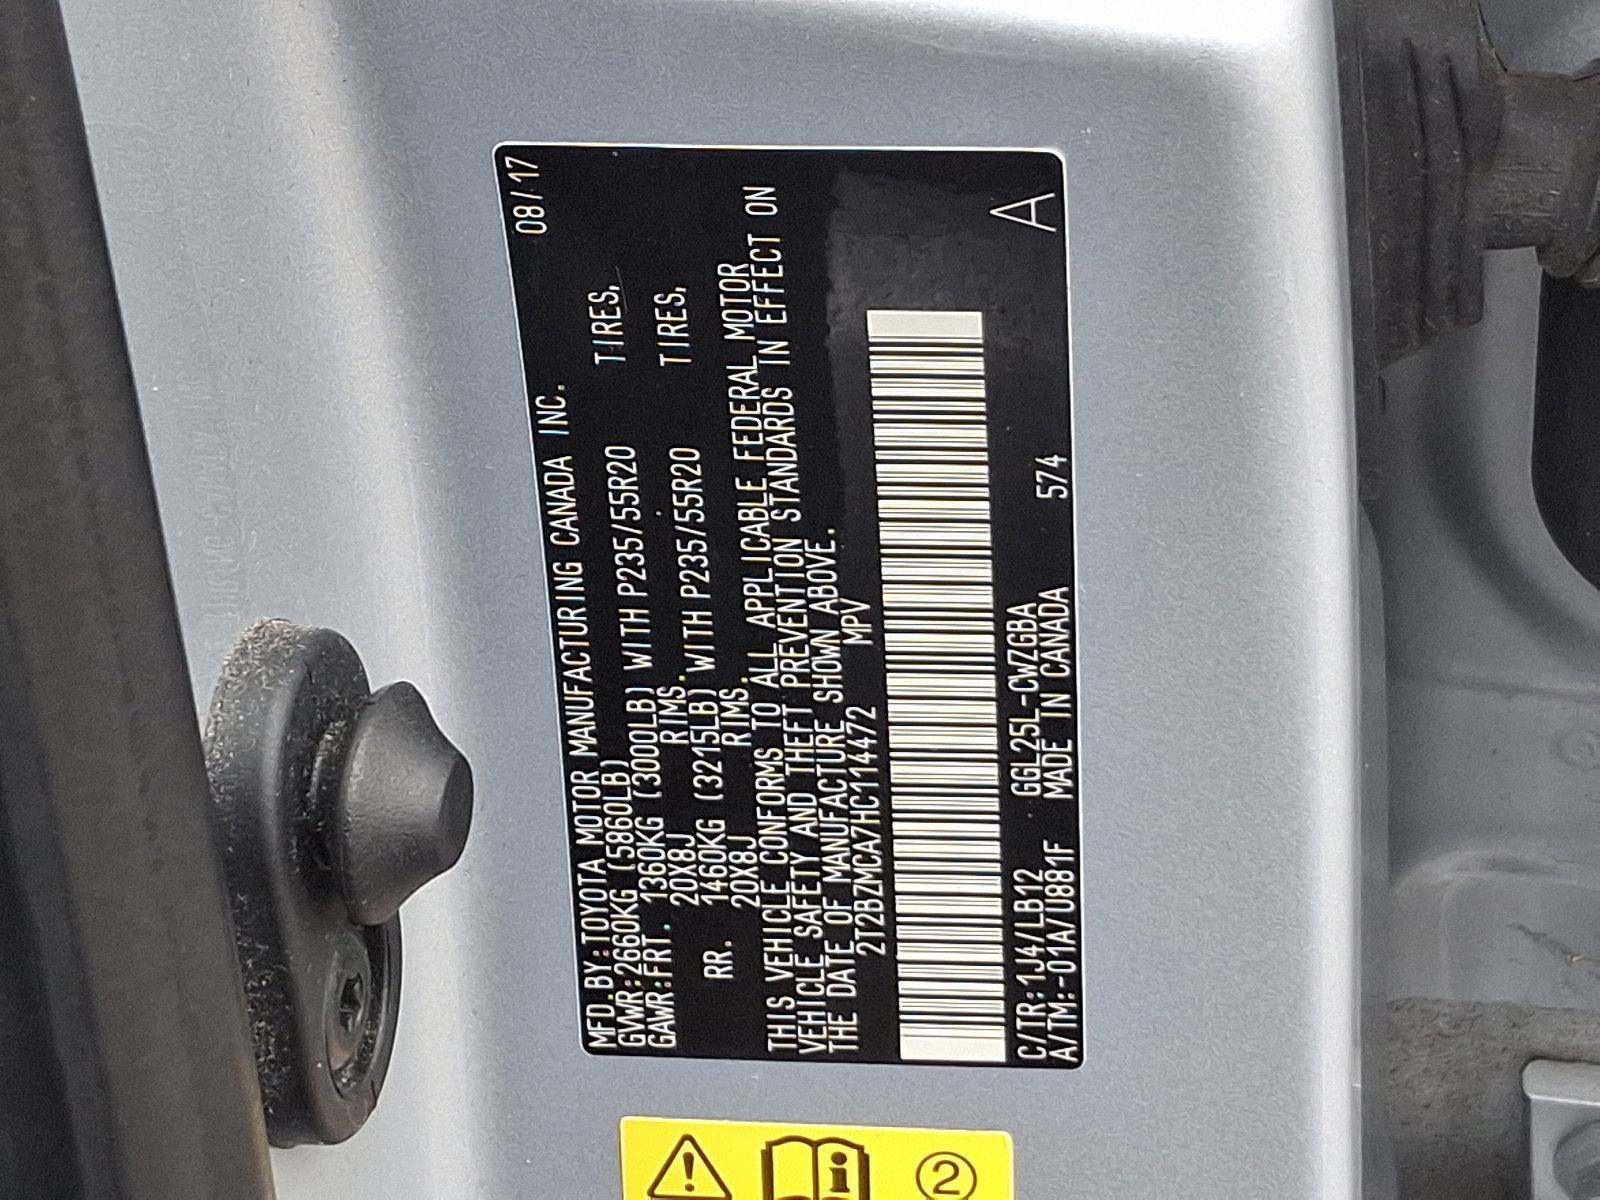 MFD.BY:TOYOTA MOTOR MANUFACTURING CANADA INC. 08/17
GVWR:2660KG (5860LB)
GAWR:FRT. 1360KG (3000LB) WITH P235/55R20 TIRES,
20X8J RIMS.
RR. 1460KG (3215LB) WITH P235/55R20 TIRES,
20X8J RIMS.
THIS VEHICLE CONFORMS TO ALL APPLICABLE FEDERAL MOTOR
VEHICLE SAFETY AND THEFT PREVENTION STANDARDS IN EFFECT ON
THE DATE OF MANUFACTURE SHOWN ABOVE.
2T2BZMCA7HC114472 MPV
C/TR:1J4/LB12 GGL25L-CWZGBA 574
A/TM:-01A/U881F MADE IN CANADA
A
i
2